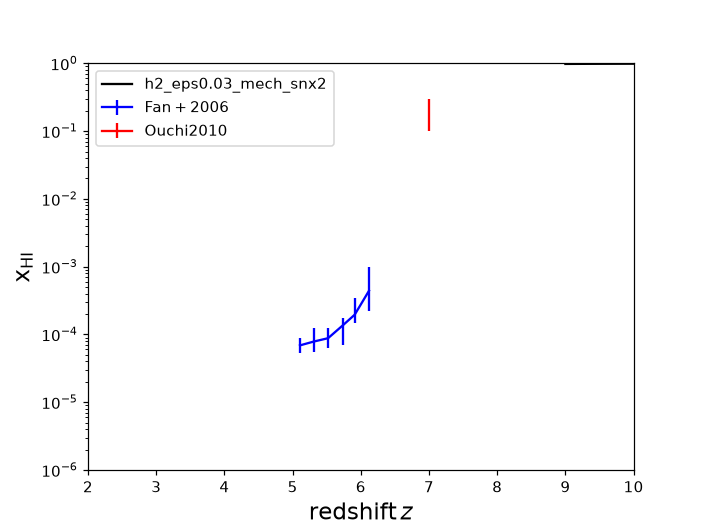 h2_eps0.03_mech_snx2
Fan + 2006
Ouchi2010
10⁰
10⁻¹
10⁻²
10⁻³
10⁻⁴
10⁻⁵
10⁻⁶
x_HI
2 3 4 5 6 7 8 9 10
redshift z